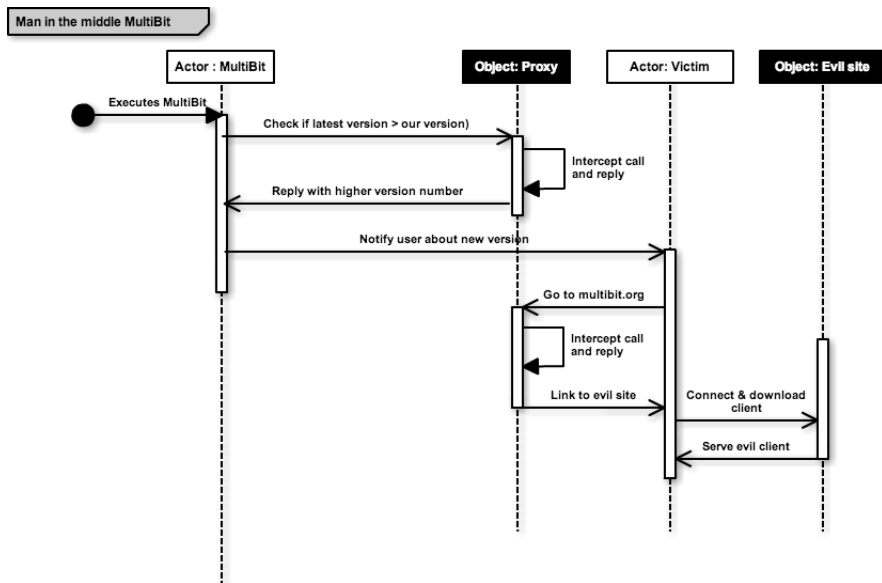 Man in the middle MultiBit
Actor : MultiBit
Object: Proxy
Actor: Victim
Object: Evil site
Executes MultiBit
Check if latest version > our version)
Intercept call
and reply
Reply with higher version number
Notify user about new version
Go to multibit.org
Intercept call
and reply
Link to evil site
Connect & download
client
Serve evil client